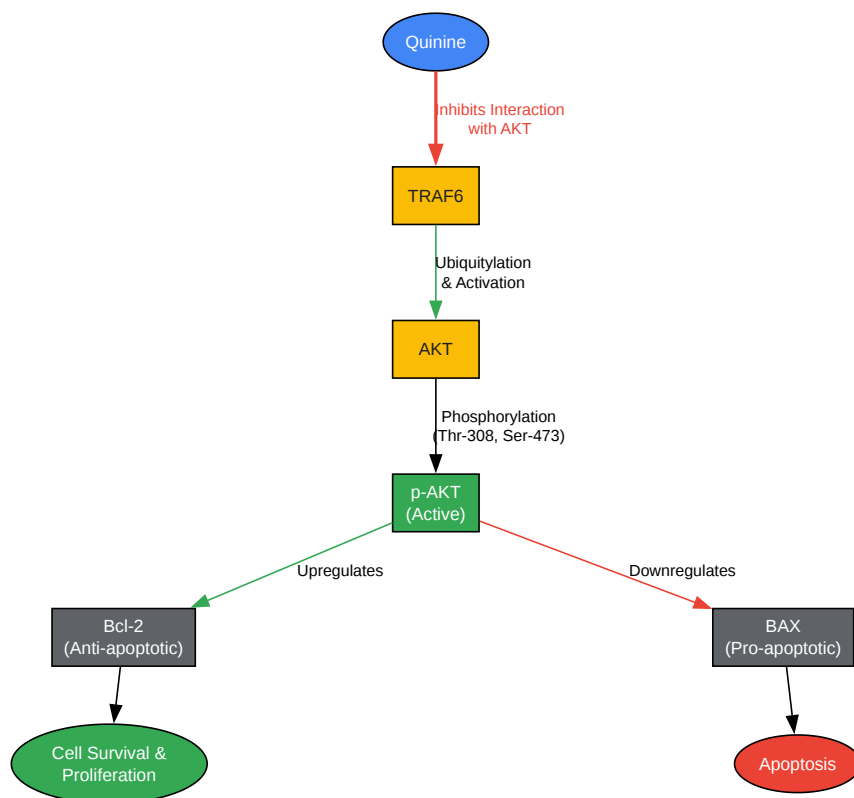 Quinine
Inhibits Interaction
with AKT
TRAF6
Ubiquitylation
& Activation
AKT
Phosphorylation
(Thr-308, Ser-473)
p-AKT
(Active)
Upregulates
Downregulates
Bcl-2
(Anti-apoptotic)
BAX
(Pro-apoptotic)
Cell Survival &
Proliferation
Apoptosis